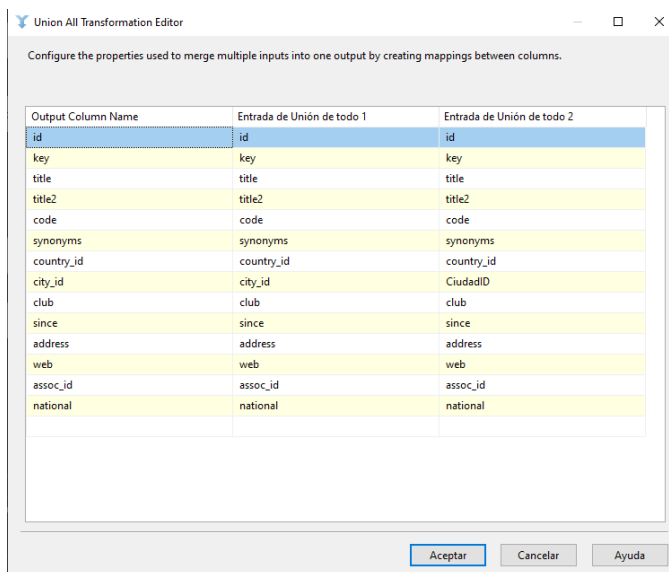 Union All Transformation Editor
Configure the properties used to merge multiple inputs into one output by creating mappings between columns.
Output Column Name Entrada de Unión de todo 1 Entrada de Unión de todo 2
id id id
key key key
title title title
title2 title2 title2
code code code
synonyms synonyms synonyms
country_id country_id country_id
city_id city_id CiudadID
club club club
since since since
address address address
web web web
assoc_id assoc_id assoc_id
national national national
Aceptar Cancelar Ayuda